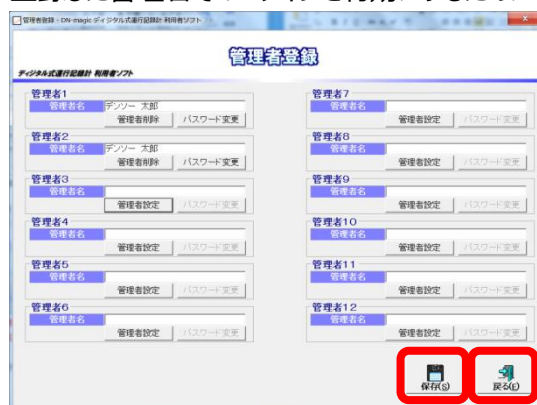 管理者登録 - DN-magic ディジタル式運行記録計 利用者ソフト
管理者登録
ディジタル式運行記録計 利用者ソフト
管理者1
管理者名 デンソー 太郎
管理者削除 パスワード変更
管理者2
管理者名 デンソー 太郎
管理者削除 パスワード変更
管理者3
管理者名
管理者設定 パスワード変更
管理者4
管理者名
管理者設定 パスワード変更
管理者5
管理者名
管理者設定 パスワード変更
管理者6
管理者名
管理者設定 パスワード変更
管理者7
管理者名
管理者設定 パスワード変更
管理者8
管理者名
管理者設定 パスワード変更
管理者9
管理者名
管理者設定 パスワード変更
管理者10
管理者名
管理者設定 パスワード変更
管理者11
管理者名
管理者設定 パスワード変更
管理者12
管理者名
管理者設定 パスワード変更
保存(S) 戻る(E)